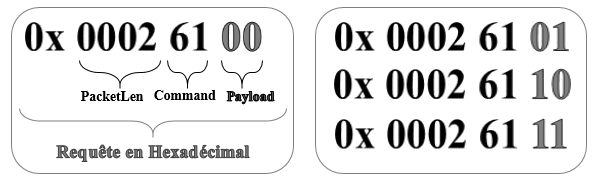 0x 0002 61 00
PacketLen Command Payload
Requête en Hexadécimal
0x 0002 61 01
0x 0002 61 10
0x 0002 61 11